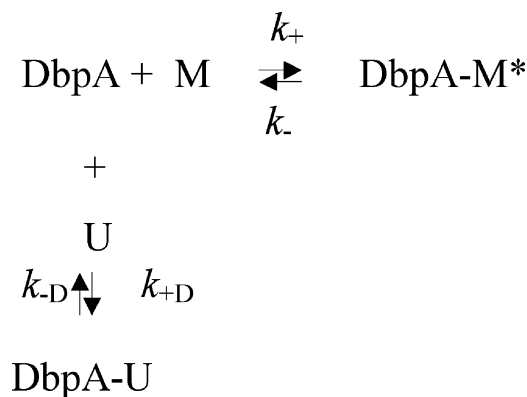 k+
DbpA + M ⇌ DbpA-M*
k-
+
U
k-D ⇅ k+D
DbpA-U